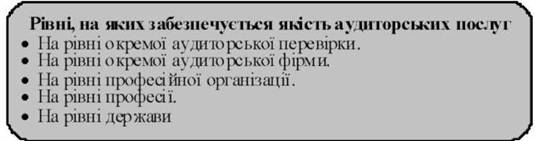 Рівні, на яких забезпечується якість аудиторських послуг
• На рівні окремої аудиторської перевірки.
• На рівні окремої аудиторської фірми.
• На рівні професійної організації.
• На рівні професії.
• На рівні держави